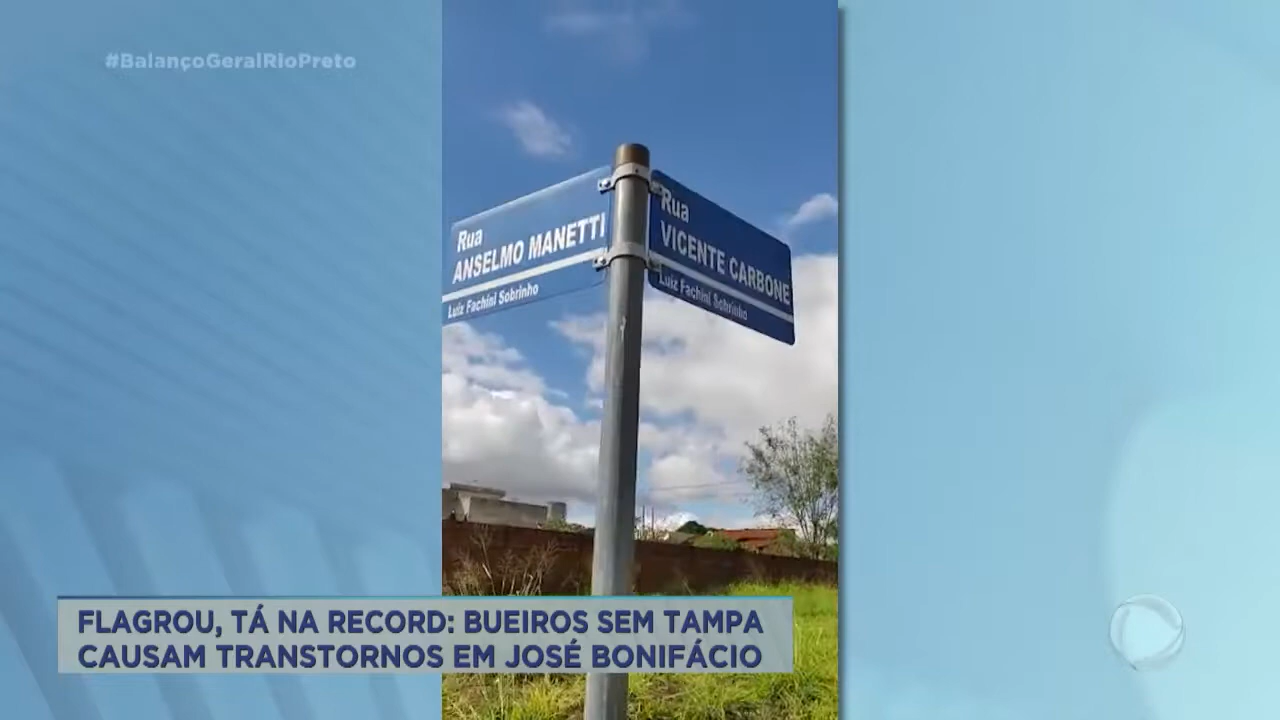 #BalançoGeralRioPreto
Rua
ANSELMO MANETTI
Luiz Fachini Sobrinho
Rua
VICENTE CARBONE
Luiz Fachini Sobrinho
FLAGROU, TÁ NA RECORD: BUEIROS SEM TAMPA
CAUSAM TRANSTORNOS EM JOSÉ BONIFÁCIO